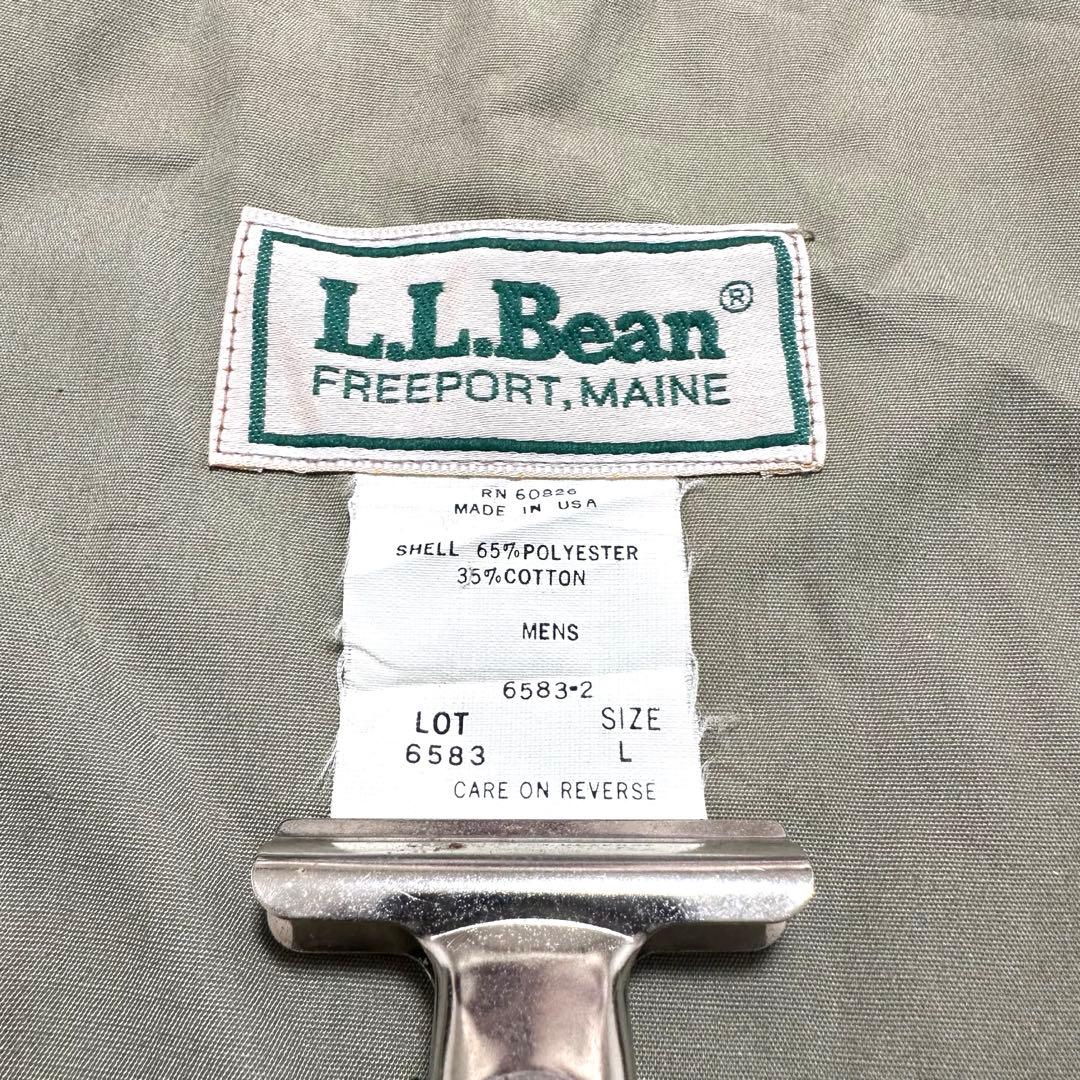 L.L.Bean®
FREEPORT, MAINE
RN 60826
MADE IN USA
SHELL 65% POLYESTER
35% COTTON
MENS
6583-2
LOT SIZE
6583 L
CARE ON REVERSE